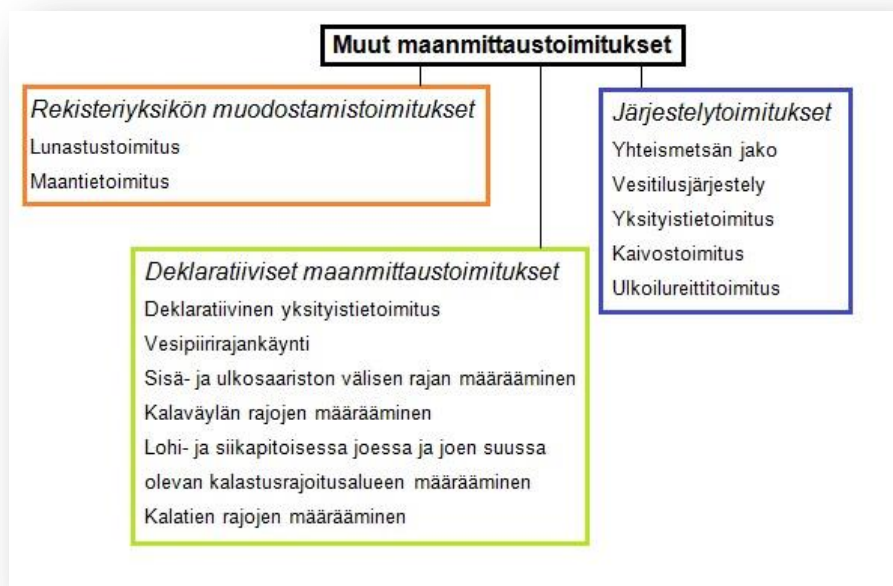 Muut maanmittaustoimitukset
Rekisteriyksikön muodostamistoimitukset
Lunastustoimitus
Maantietoimitus
Järjestelytoimitukset
Yhteismetsän jako
Vesitilusjärjestely
Yksityistietoimitus
Kaivostoimitus
Ulkoilureittitoimitus
Deklaratiiviset maanmittaustoimitukset
Deklaratiivinen yksityistietoimitus
Vesipiirirajankäynti
Sisä- ja ulkosaariston välisen rajan määrääminen
Kalaväylän rajojen määrääminen
Lohi- ja siikapitoisessa joessa ja joen suussa
olevan kalastusrajoitusalueen määrääminen
Kalatien rajojen määrääminen